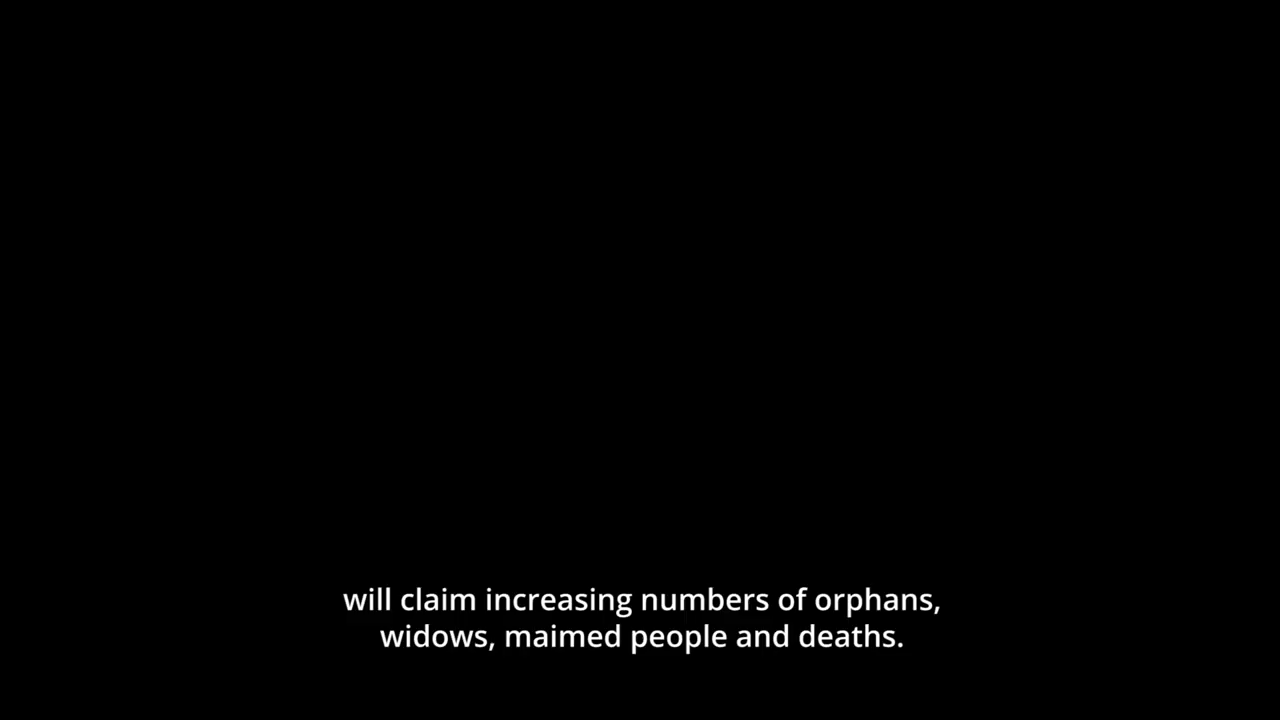 will claim increasing numbers of orphans,
widows, maimed people and deaths.